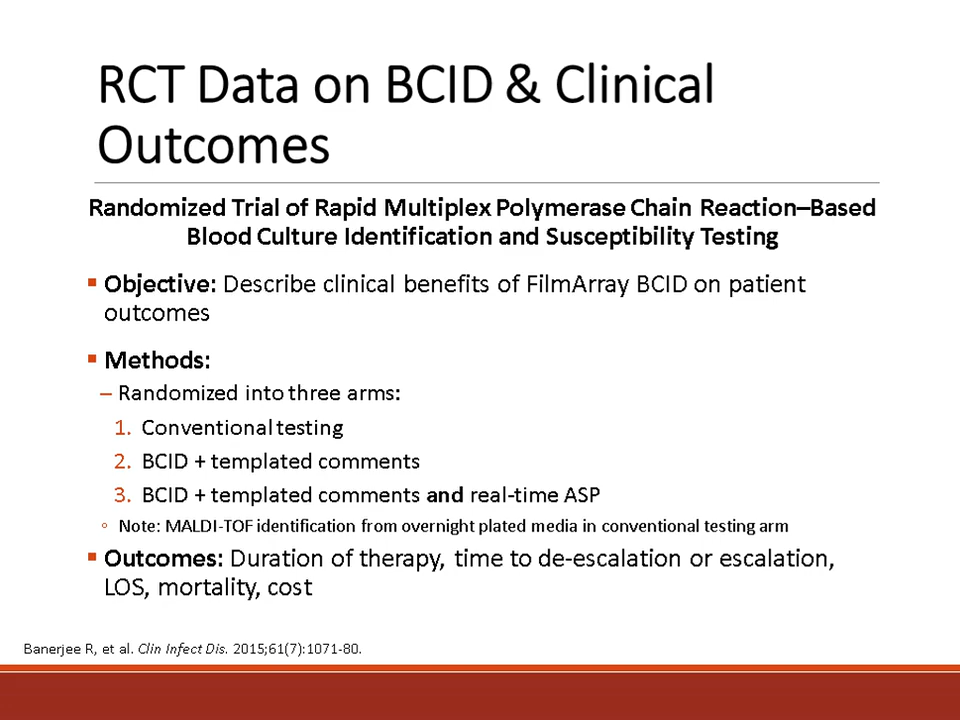 RCT Data on BCID & Clinical
Outcomes
Randomized Trial of Rapid Multiplex Polymerase Chain Reaction–Based
Blood Culture Identification and Susceptibility Testing
▪ Objective: Describe clinical benefits of FilmArray BCID on patient
outcomes
▪ Methods:
– Randomized into three arms:
1. Conventional testing
2. BCID + templated comments
3. BCID + templated comments and real-time ASP
◦ Note: MALDI-TOF identification from overnight plated media in conventional testing arm
▪ Outcomes: Duration of therapy, time to de-escalation or escalation,
LOS, mortality, cost
Banerjee R, et al. Clin Infect Dis. 2015;61(7):1071-80.